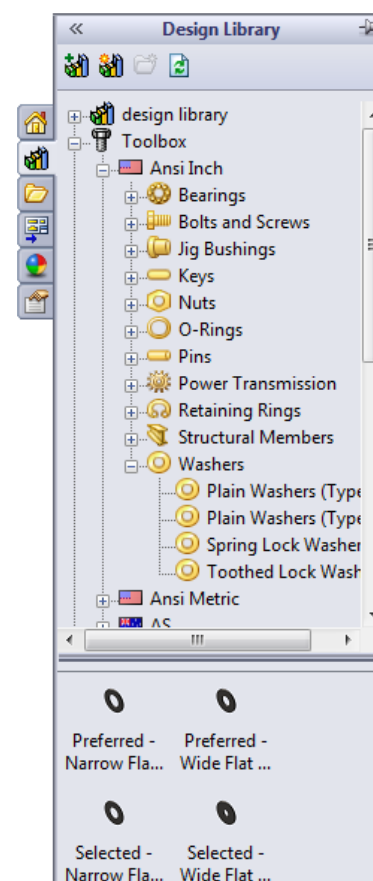 Design Library
design library
Toolbox
Ansi Inch
Bearings
Bolts and Screws
Jig Bushings
Keys
Nuts
O-Rings
Pins
Power Transmission
Retaining Rings
Structural Members
Washers
Plain Washers (Type
Plain Washers (Type
Spring Lock Washer
Toothed Lock Wash
Ansi Metric
AS
Preferred - Preferred -
Narrow Fla... Wide Flat ...
Selected - Selected -
Narrow Fla... Wide Flat ...